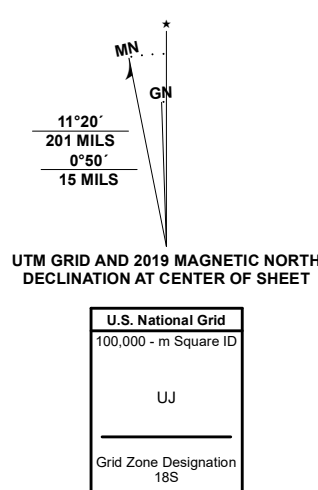 MN
GN
11°20´
201 MILS
0°50´
15 MILS
UTM GRID AND 2019 MAGNETIC NORTH
DECLINATION AT CENTER OF SHEET
U.S. National Grid
100,000 - m Square ID
UJ
Grid Zone Designation
18S